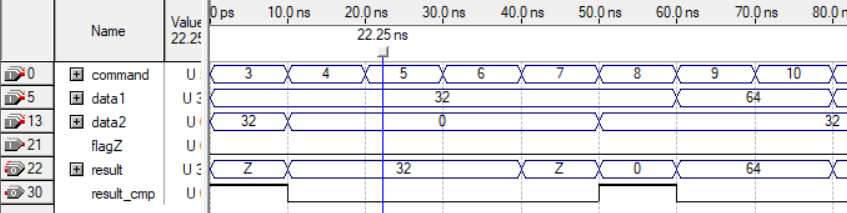 Name
Value
22.25
0 ps 10.0 ns 20.0 ns 30.0 ns 40.0 ns 50.0 ns 60.0 ns 70.0 ns 80.0 n
22.25 ns
0 command U 3 4 5 6 7 8 9 10
5 data1 U 3 32 64
13 data2 U 32 0 32
21 flagZ U
22 result U 3 Z 32 Z 0 64
30 result_cmp U